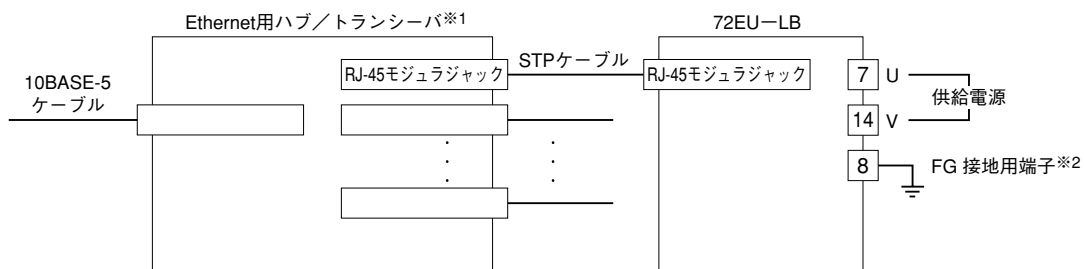 Ethernet用ハブ／トランシーバ※1
72EU－LB
10BASE-5
ケーブル
RJ-45モジュラジャック
STPケーブル
RJ-45モジュラジャック
7 U
供給電源
14 V
8 FG 接地用端子※2